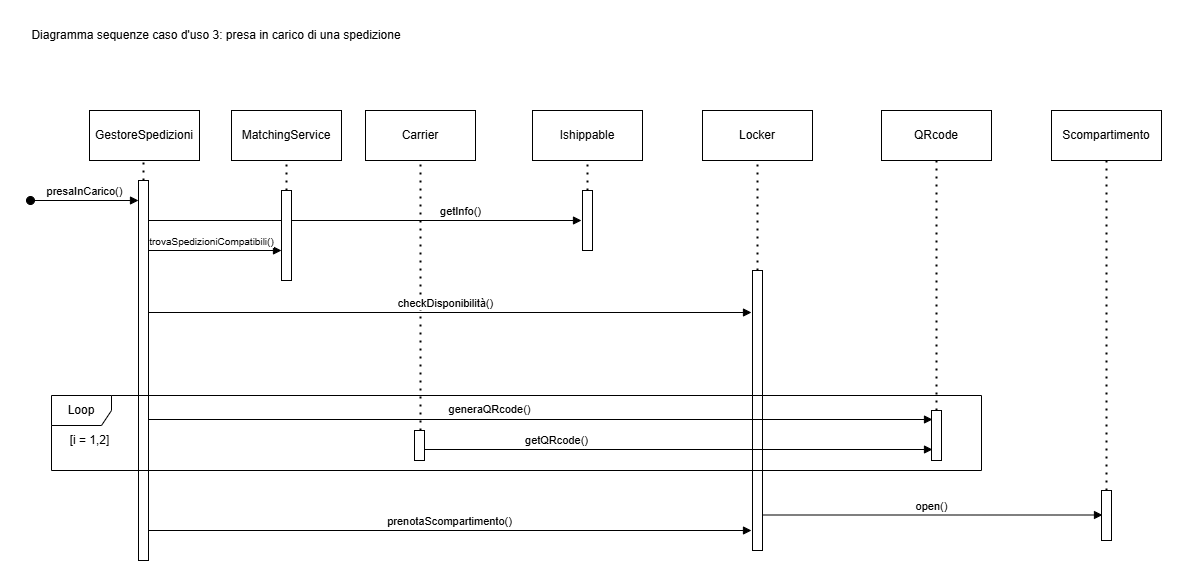 Diagramma sequenze caso d'uso 3: presa in carico di una spedizione
GestoreSpedizioni
MatchingService
Carrier
Ishippable
Locker
QRcode
Scompartimento
presaInCarico()
getInfo()
trovaSpedizioniCompatibili()
checkDisponibilità()
Loop
generaQRcode()
[i = 1,2]
getQRcode()
open()
prenotaScompartimento()